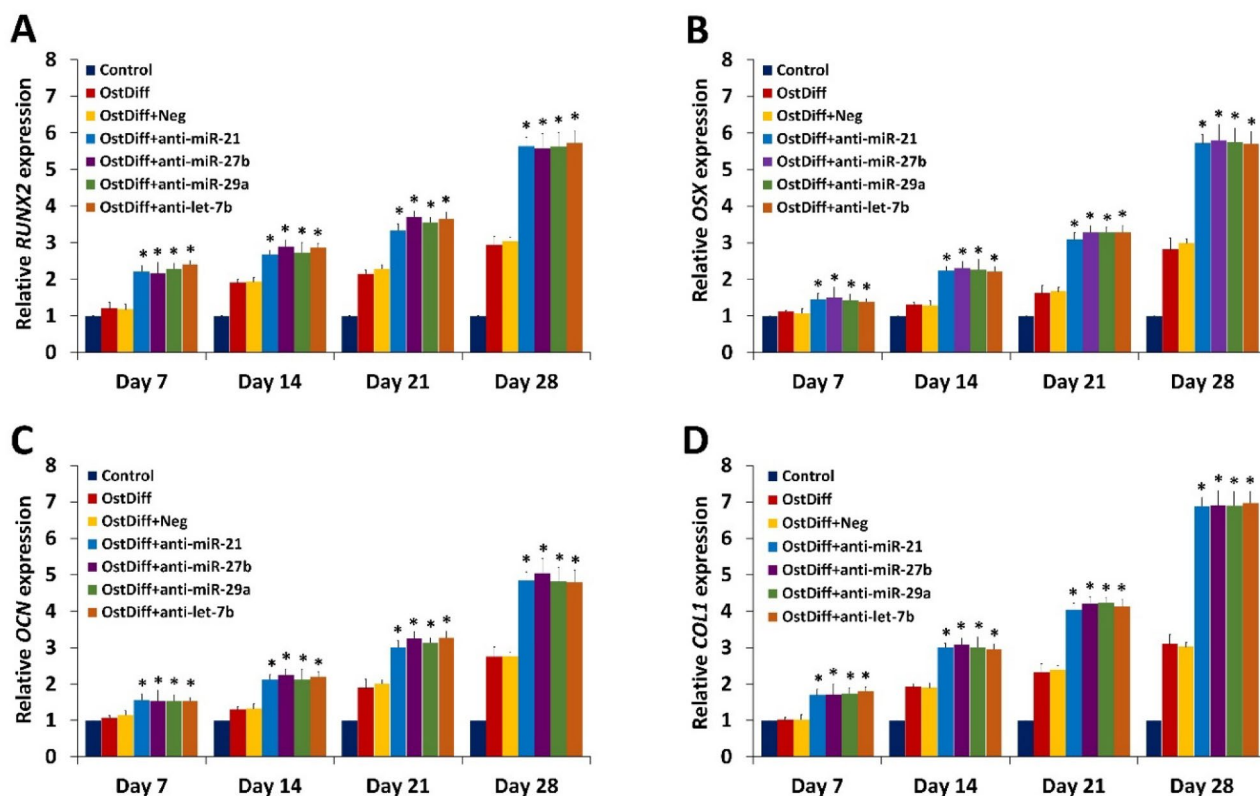 A
Relative RUNX2 expression
8
7
6
5
4
3
2
1
0
Control
OstDiff
OstDiff+Neg
OstDiff+anti-miR-21
OstDiff+anti-miR-27b
OstDiff+anti-miR-29a
OstDiff+anti-let-7b
* * * *
* * * *
* * * *
* * * *
Day 7 Day 14 Day 21 Day 28
B
Relative OSX expression
8
7
6
5
4
3
2
1
0
Control
OstDiff
OstDiff+Neg
OstDiff+anti-miR-21
OstDiff+anti-miR-27b
OstDiff+anti-miR-29a
OstDiff+anti-let-7b
* * * *
* * * *
* * * *
* * * *
Day 7 Day 14 Day 21 Day 28
C
Relative OCN expression
8
7
6
5
4
3
2
1
0
Control
OstDiff
OstDiff+Neg
OstDiff+anti-miR-21
OstDiff+anti-miR-27b
OstDiff+anti-miR-29a
OstDiff+anti-let-7b
* * * *
* * * *
* * * *
* * * *
Day 7 Day 14 Day 21 Day 28
D
Relative COL1 expression
8
7
6
5
4
3
2
1
0
Control
OstDiff
OstDiff+Neg
OstDiff+anti-miR-21
OstDiff+anti-miR-27b
OstDiff+anti-miR-29a
OstDiff+anti-let-7b
* * * *
* * * *
* * * *
* * * *
Day 7 Day 14 Day 21 Day 28